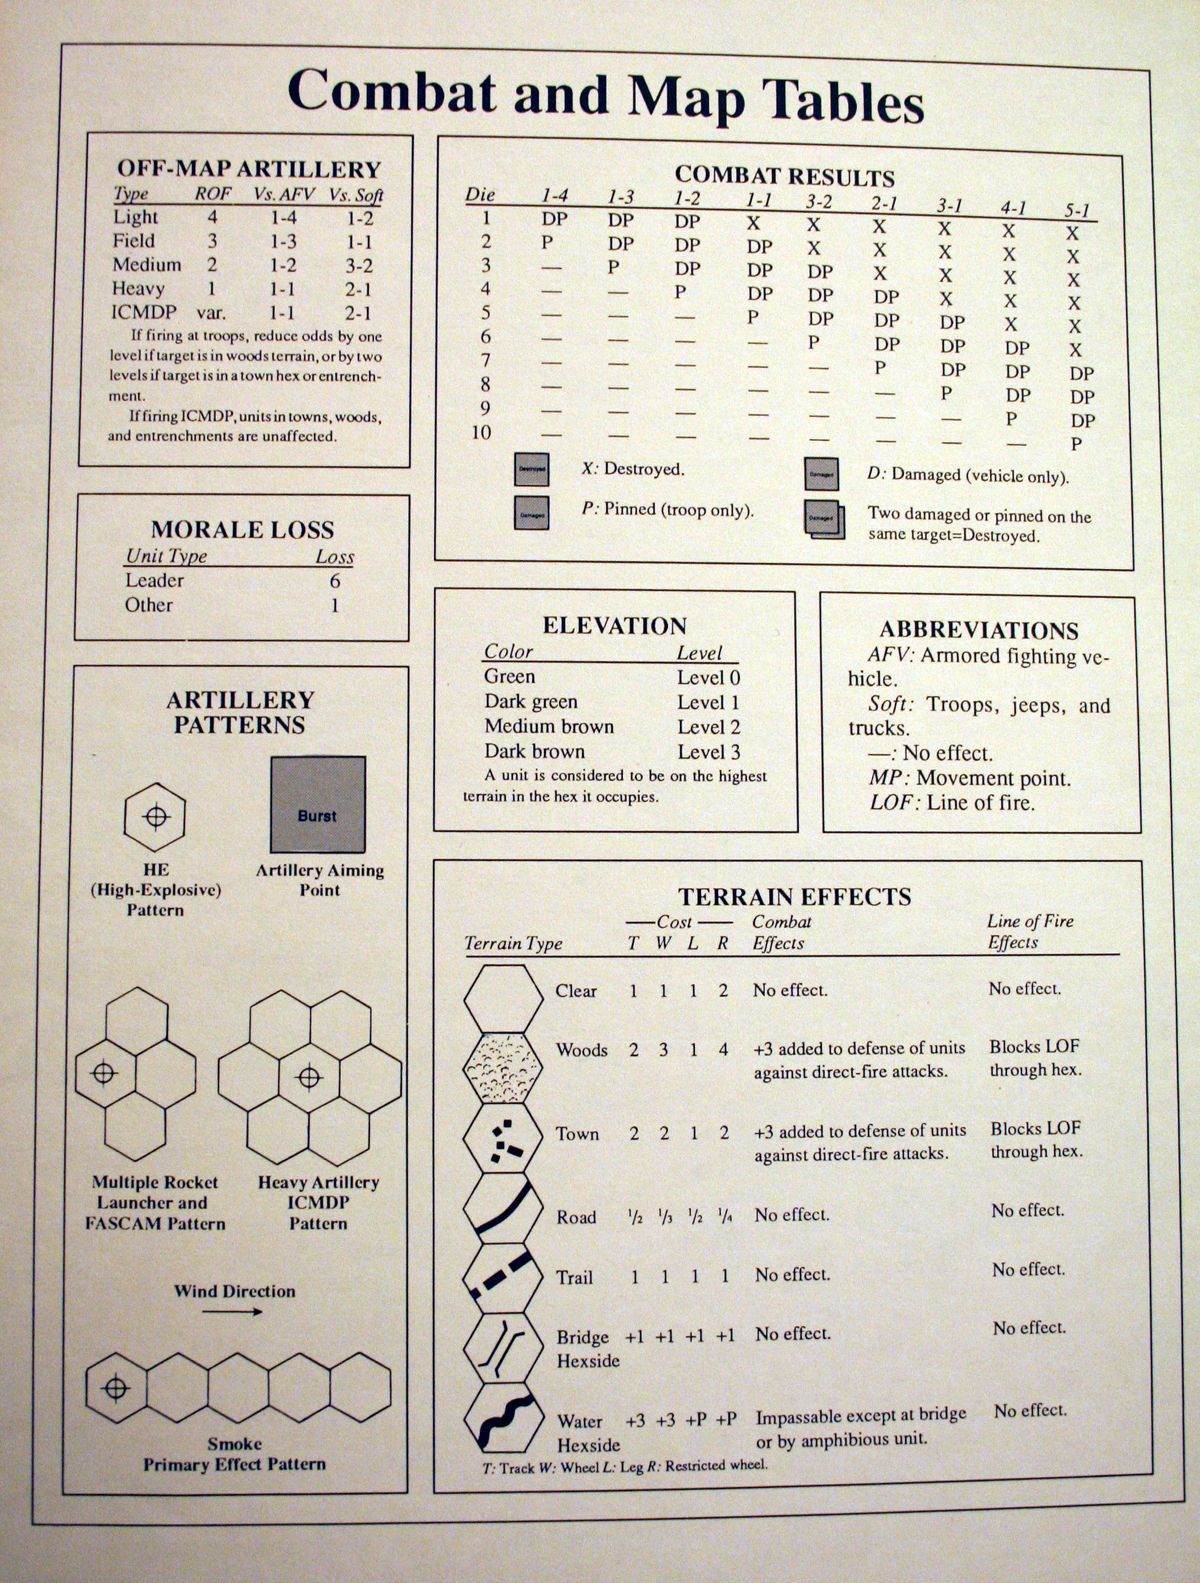 Combat and Map Tables
OFF-MAP ARTILLERY
Type ROF Vs. AFV Vs. Soft
Light 4 1-4 1-2
Field 3 1-3 1-1
Medium 2 1-2 3-2
Heavy 1 1-1 2-1
ICMDP var. 1-1 2-1
If firing at troops, reduce odds by one
level if target is in woods terrain, or by two
levels if target is in a town hex or entrench-
ment.
If firing ICMDP, units in towns, woods,
and entrenchments are unaffected.
COMBAT RESULTS
Die 1-4 1-3 1-2 1-1 3-2 2-1 3-1 4-1 5-1
1 DP DP DP X X X X X X
2 P DP DP DP X X X X X
3 — P DP DP DP X X X X
4 — — P DP DP DP X X X
5 — — — P DP DP DP X X
6 — — — — P DP DP DP X
7 — — — — — P DP DP DP
8 — — — — — — P DP DP
9 — — — — — — — P DP
10 — — — — — — — — P
Destroyed X: Destroyed.
Damaged D: Damaged (vehicle only).
Damaged P: Pinned (troop only).
Damaged Two damaged or pinned on the
same target=Destroyed.
MORALE LOSS
Unit Type Loss
Leader 6
Other 1
ELEVATION
Color Level
Green Level 0
Dark green Level 1
Medium brown Level 2
Dark brown Level 3
A unit is considered to be on the highest
terrain in the hex it occupies.
ABBREVIATIONS
AFV: Armored fighting ve-
hicle.
Soft: Troops, jeeps, and
trucks.
—: No effect.
MP: Movement point.
LOF: Line of fire.
ARTILLERY
PATTERNS
HE
(High-Explosive)
Pattern
Burst
Artillery Aiming
Point
Multiple Rocket
Launcher and
FASCAM Pattern
Heavy Artillery
ICMDP
Pattern
Wind Direction
Smoke
Primary Effect Pattern
TERRAIN EFFECTS
—Cost— Combat Line of Fire
Terrain Type T W L R Effects Effects
Clear 1 1 1 2 No effect. No effect.
Woods 2 3 1 4 +3 added to defense of units Blocks LOF
against direct-fire attacks. through hex.
Town 2 2 1 2 +3 added to defense of units Blocks LOF
against direct-fire attacks. through hex.
Road 1/2 1/3 1/2 1/4 No effect. No effect.
Trail 1 1 1 1 No effect. No effect.
Bridge +1 +1 +1 +1 No effect. No effect.
Hexside
Water +3 +3 +P +P Impassable except at bridge No effect.
Hexside or by amphibious unit.
T: Track W: Wheel L: Leg R: Restricted wheel.